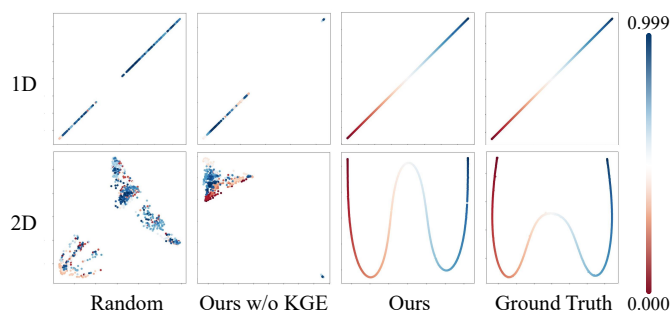 0.999
1D
2D
Random
Ours w/o KGE
Ours
Ground Truth
0.000